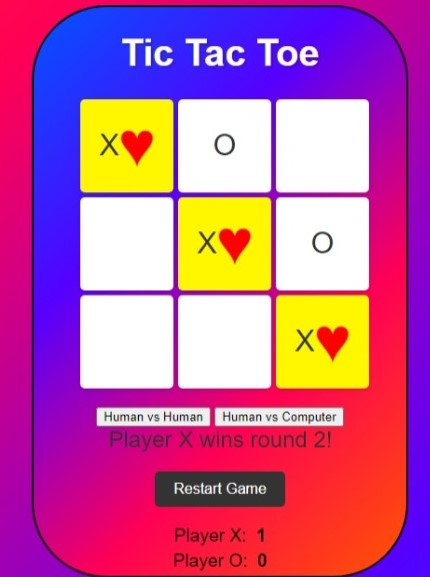 Tic Tac Toe
X♥ O
X♥ O
X♥
Human vs Human Human vs Computer
Player X wins round 2!
Restart Game
Player X: 1
Player O: 0